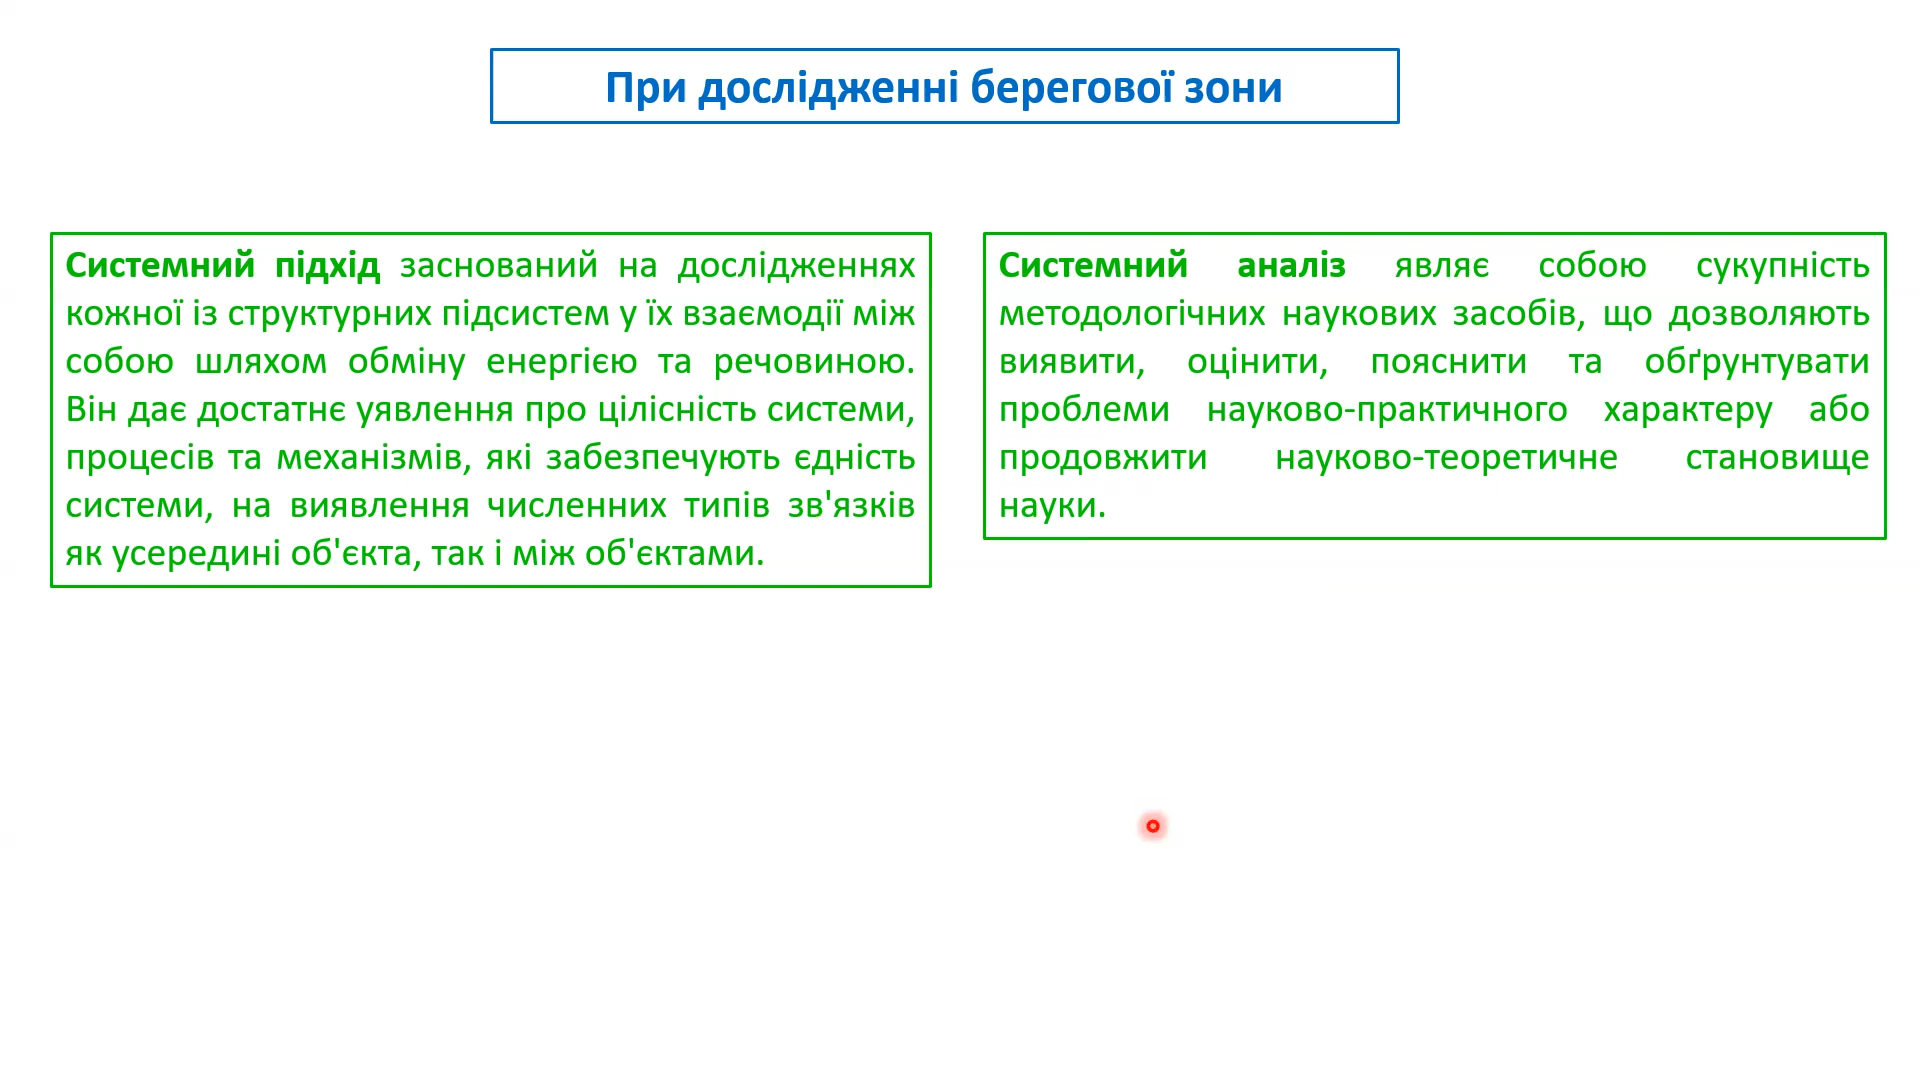 При дослідженні берегової зони
Системний підхід заснований на дослідженнях
кожної із структурних підсистем у їх взаємодії між
собою шляхом обміну енергією та речовиною.
Він дає достатнє уявлення про цілісність системи,
процесів та механізмів, які забезпечують єдність
системи, на виявлення численних типів зв'язків
як усередині об'єкта, так і між об'єктами.
Системний аналіз являє собою сукупність
методологічних наукових засобів, що дозволяють
виявити, оцінити, пояснити та обґрунтувати
проблеми науково-практичного характеру або
продовжити науково-теоретичне становище
науки.